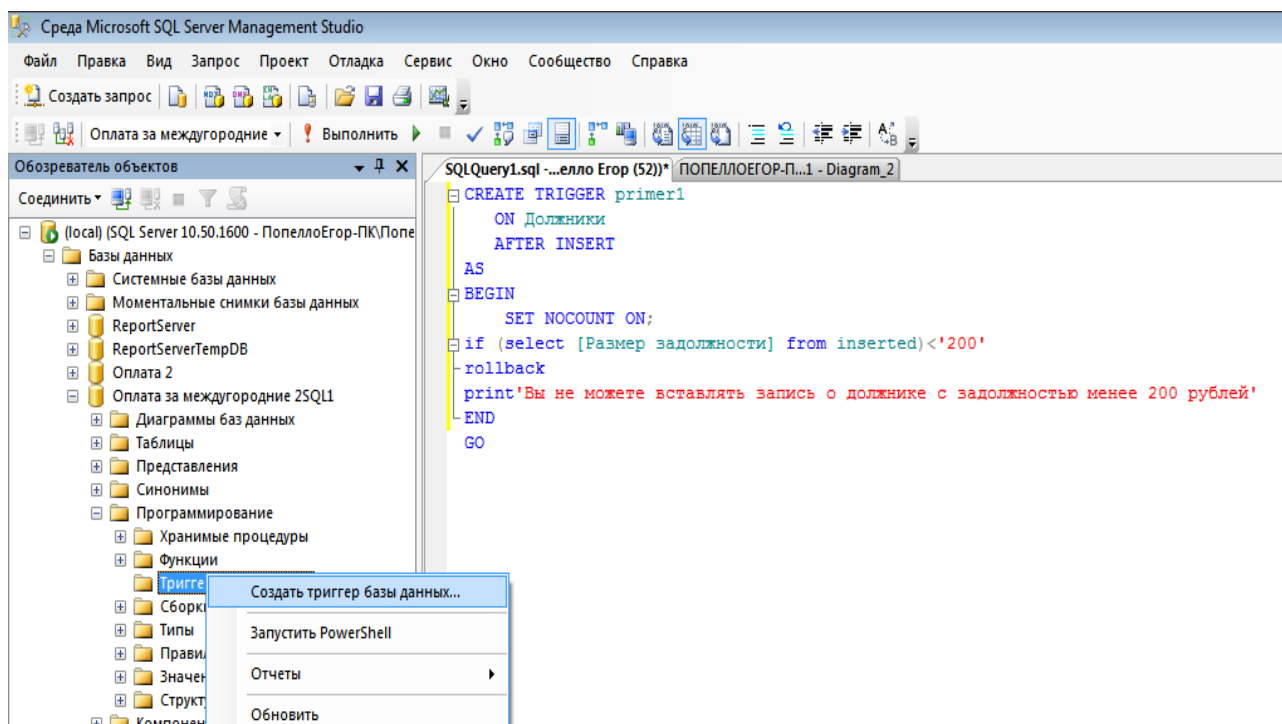 Среда Microsoft SQL Server Management Studio
Файл Правка Вид Запрос Проект Отладка Сервис Окно Сообщество Справка
Создать запрос
Оплата за междугородние Выполнить
Обозреватель объектов
SQLQuery1.sql -...елло Егор (52))* ПОПЕЛЛОЕГОР-П...1 - Diagram_2
Соединить
(local) (SQL Server 10.50.1600 - ПопеллоЕгор-ПК\Попе
Базы данных
Системные базы данных
Моментальные снимки базы данных
ReportServer
ReportServerTempDB
Оплата 2
Оплата за междугородние 2SQL1
Диаграммы баз данных
Таблицы
Представления
Синонимы
Программирование
Хранимые процедуры
Функции
Тригге
Сборки
Типы
Правил
Значен
Структ
Компонен
Создать триггер базы данных...
Запустить PowerShell
Отчеты
Обновить
CREATE TRIGGER primer1
ON Должники
AFTER INSERT
AS
BEGIN
SET NOCOUNT ON;
if (select [Размер задолжности] from inserted)<'200'
rollback
print'Вы не можете вставлять запись о должнике с задолжностью менее 200 рублей'
END
GO